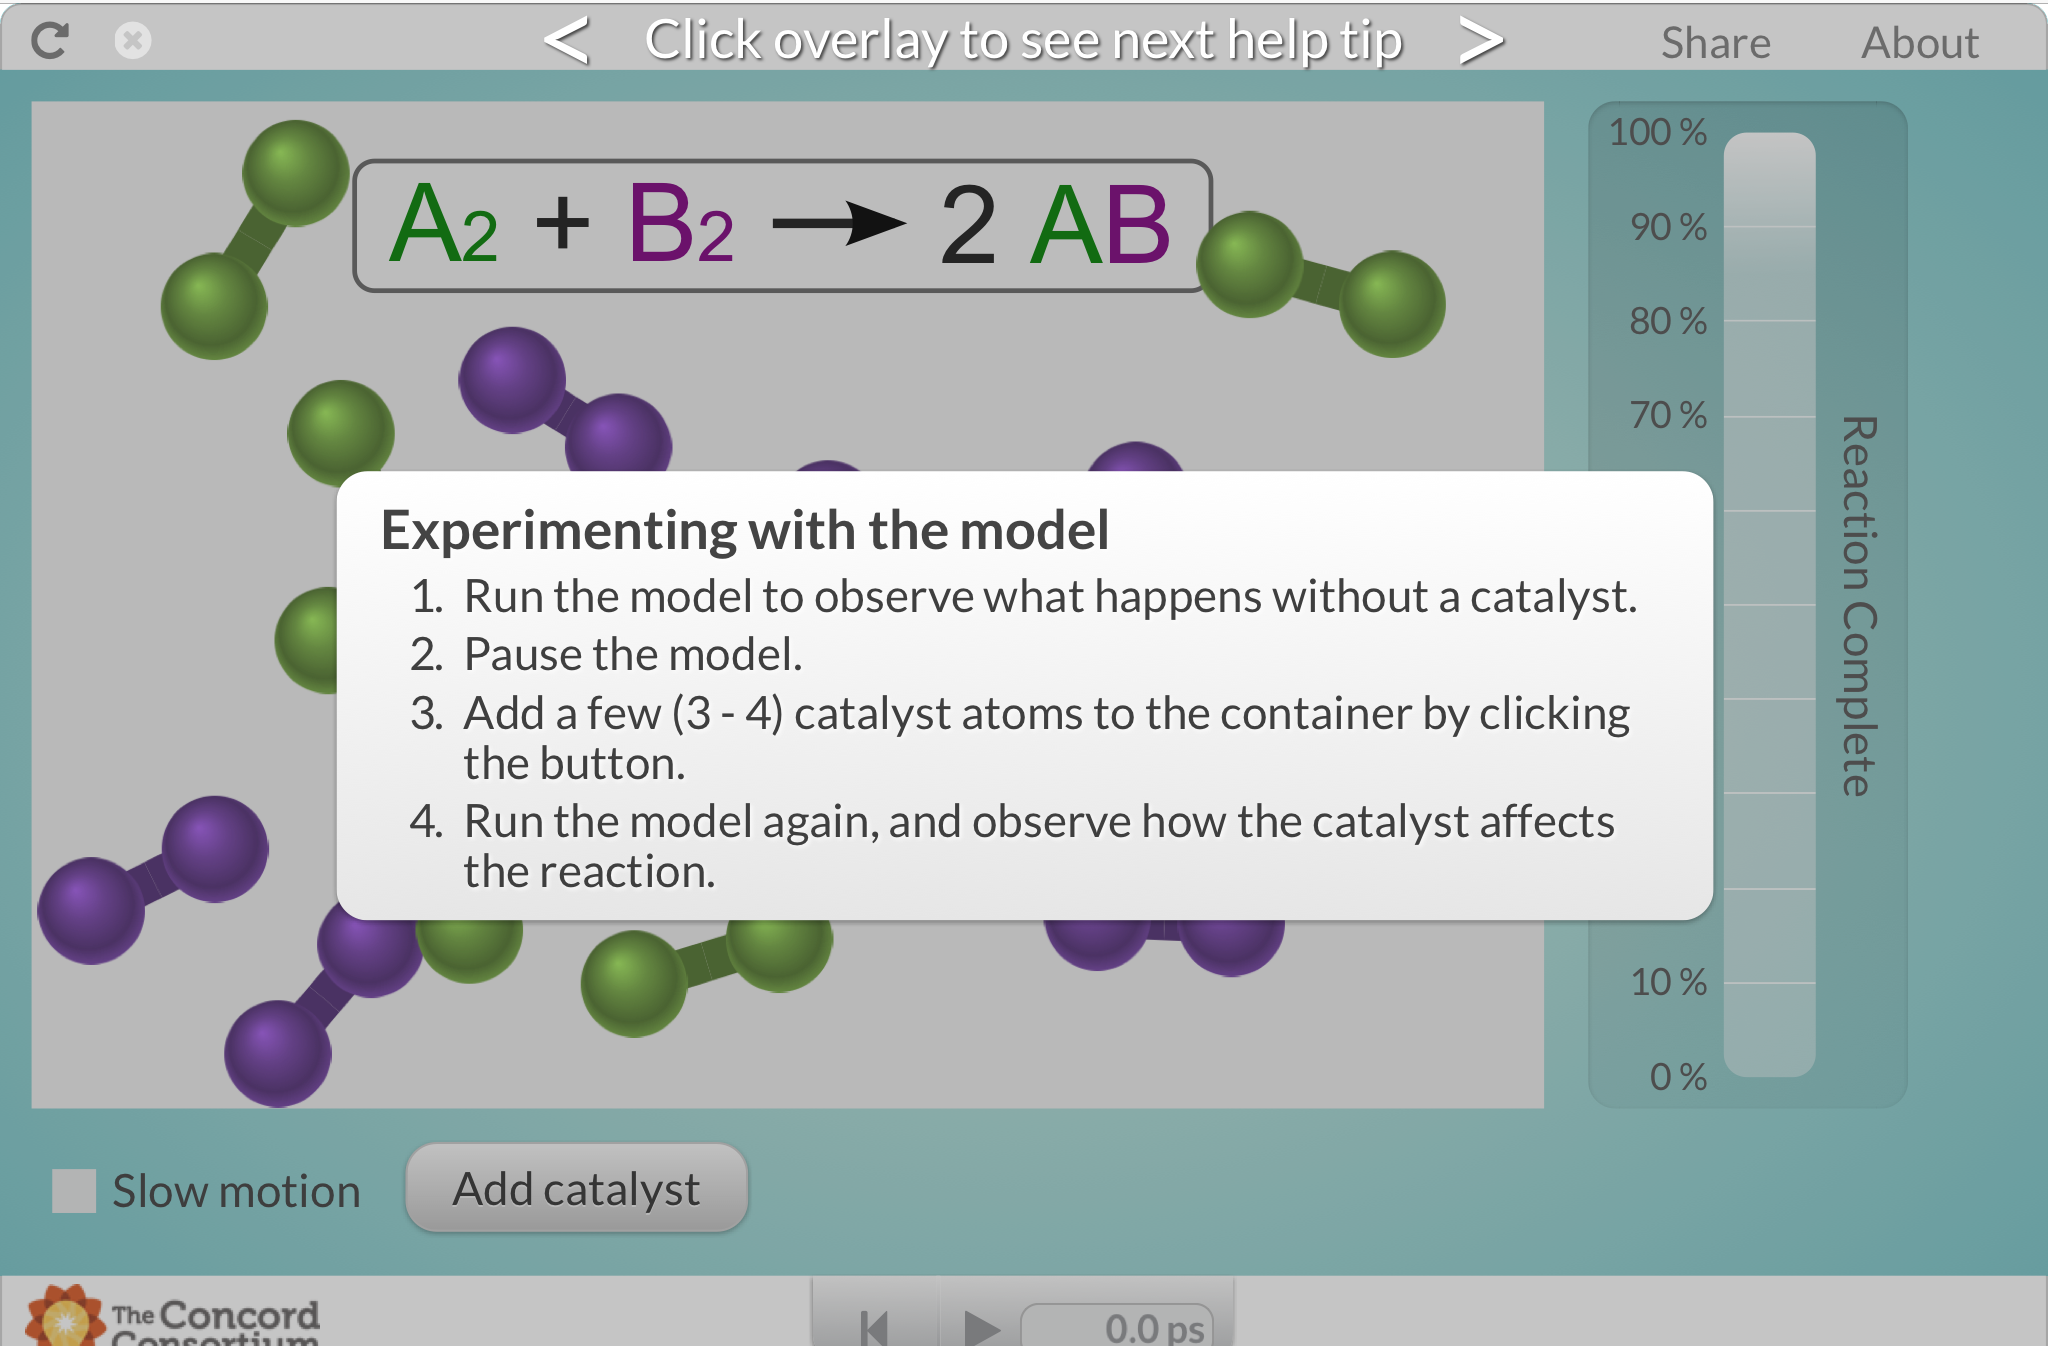 < Click overlay to see next help tip >
Share About
A2 + B2 → 2 AB
100 %
90 %
80 %
70 %
10 %
0 %
Reaction Complete
Experimenting with the model
1. Run the model to observe what happens without a catalyst.
2. Pause the model.
3. Add a few (3 - 4) catalyst atoms to the container by clicking
the button.
4. Run the model again, and observe how the catalyst affects
the reaction.
Slow motion
Add catalyst
The Concord
Consortium
0.0 ps